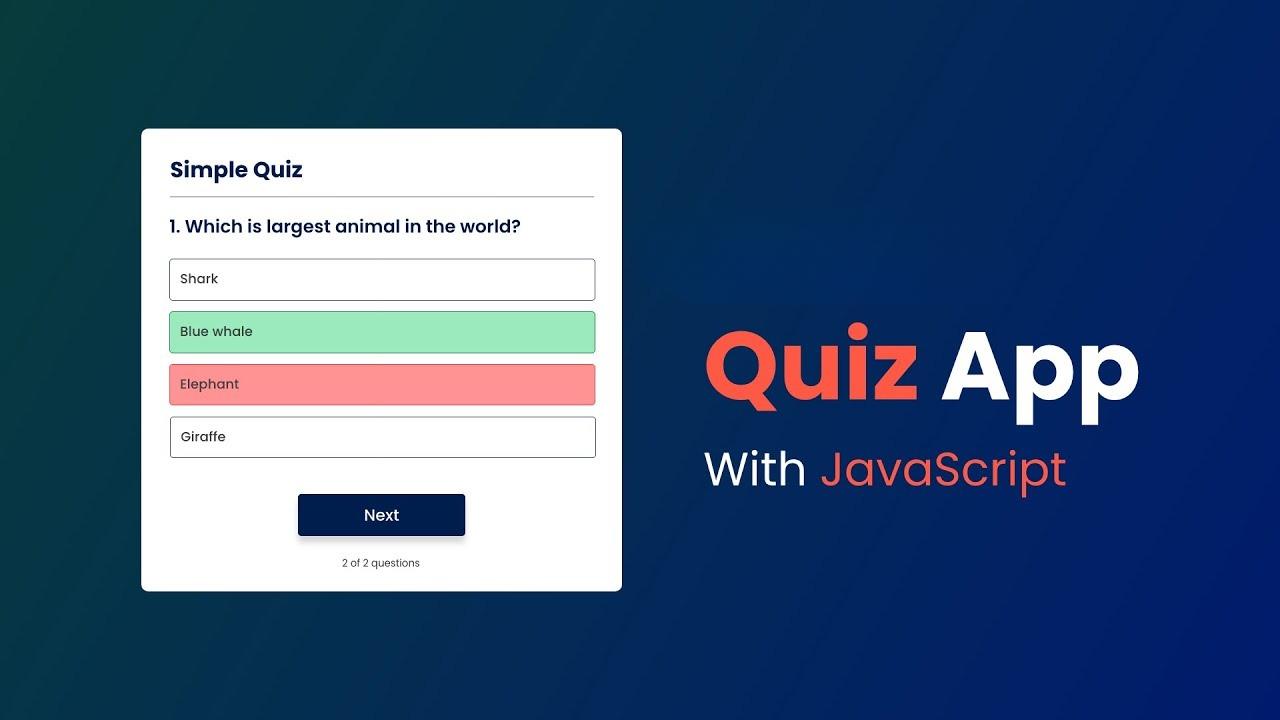 Simple Quiz
1. Which is largest animal in the world?
Shark
Blue whale
Elephant
Giraffe
Next
2 of 2 questions
Quiz App
With JavaScript